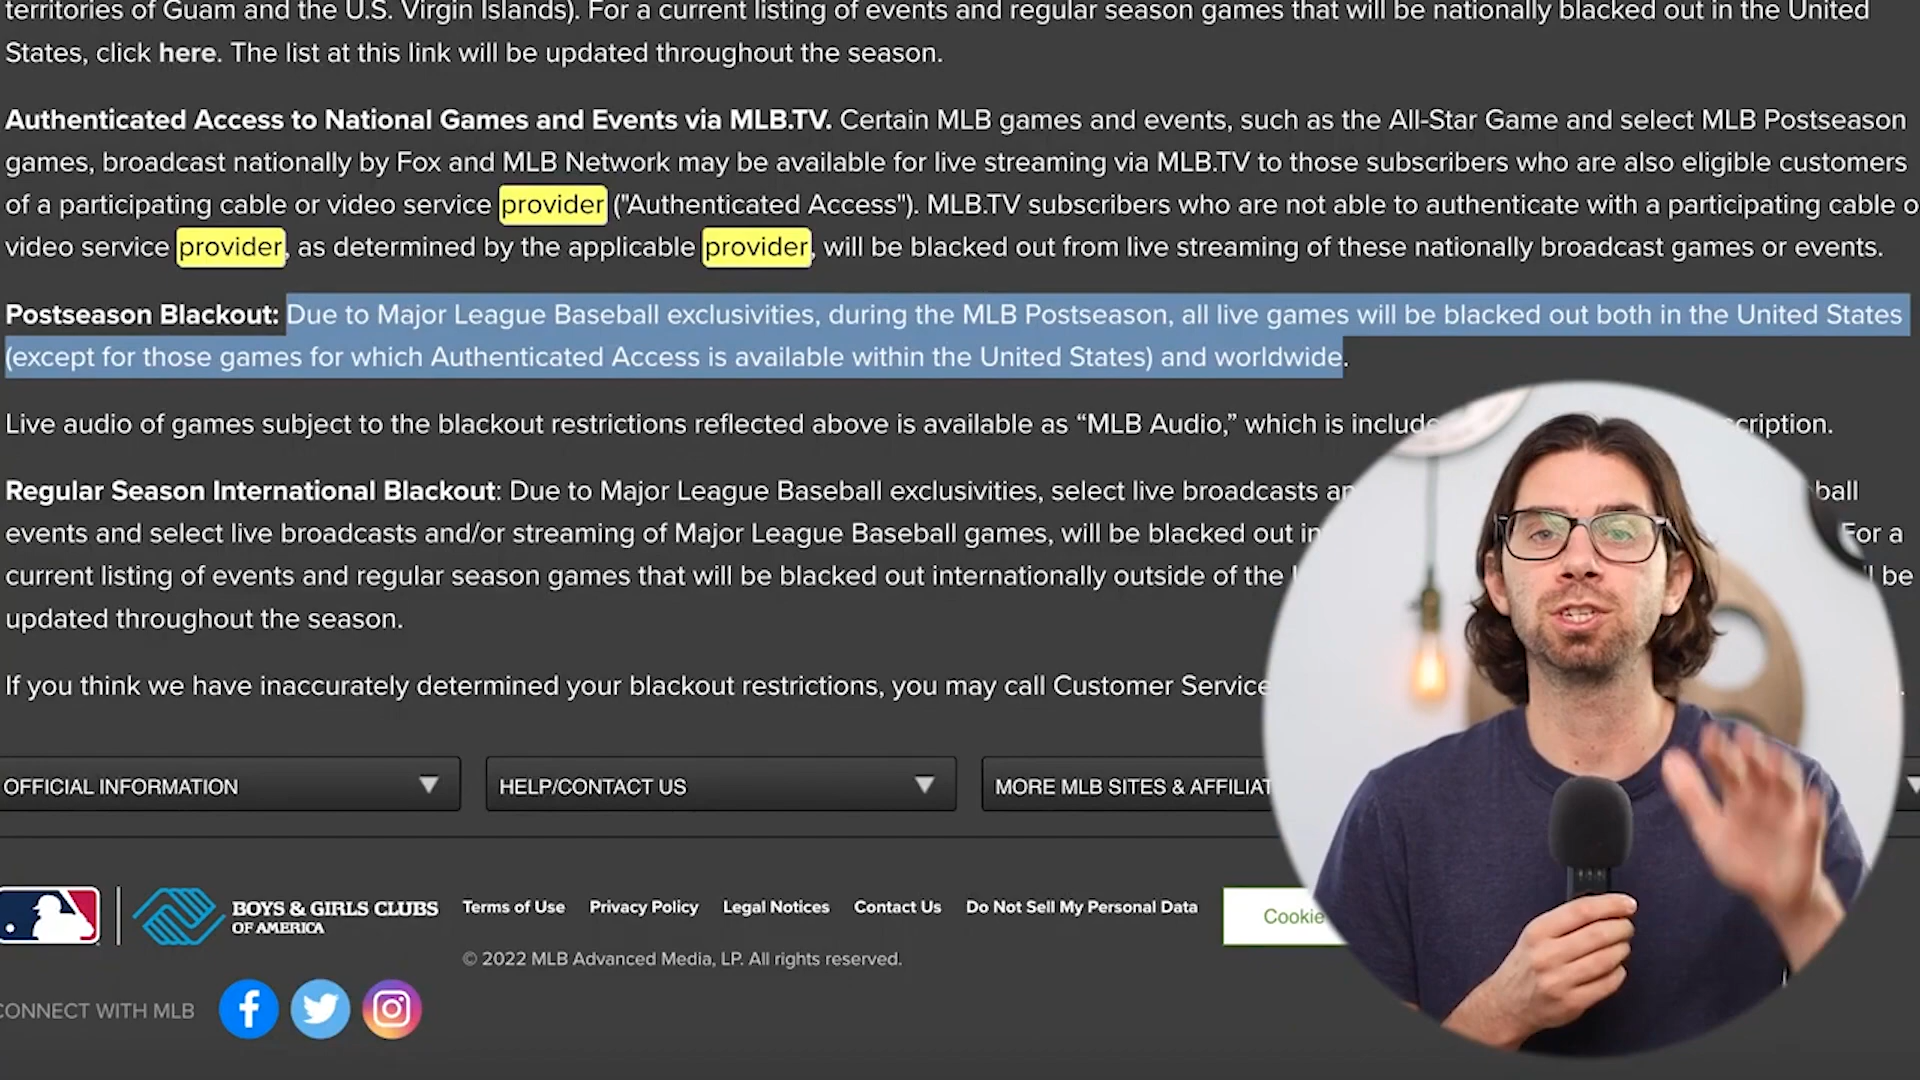 territories of Guam and the U.S. Virgin Islands). For a current listing of events and regular season games that will be nationally blacked out in the United
States, click here. The list at this link will be updated throughout the season.
Authenticated Access to National Games and Events via MLB.TV. Certain MLB games and events, such as the All-Star Game and select MLB Postseason
games, broadcast nationally by Fox and MLB Network may be available for live streaming via MLB.TV to those subscribers who are also eligible customers
of a participating cable or video service provider ("Authenticated Access"). MLB.TV subscribers who are not able to authenticate with a participating cable o
video service provider, as determined by the applicable provider, will be blacked out from live streaming of these nationally broadcast games or events.
Postseason Blackout: Due to Major League Baseball exclusivities, during the MLB Postseason, all live games will be blacked out both in the United States
(except for those games for which Authenticated Access is available within the United States) and worldwide.
Live audio of games subject to the blackout restrictions reflected above is available as “MLB Audio,” which is include cription.
Regular Season International Blackout: Due to Major League Baseball exclusivities, select live broadcasts an ball
events and select live broadcasts and/or streaming of Major League Baseball games, will be blacked out in For a
current listing of events and regular season games that will be blacked out internationally outside of the be
updated throughout the season.
If you think we have inaccurately determined your blackout restrictions, you may call Customer Service
OFFICIAL INFORMATION HELP/CONTACT US MORE MLB SITES & AFFILIAT
BOYS & GIRLS CLUBS
OF AMERICA
Terms of Use Privacy Policy Legal Notices Contact Us Do Not Sell My Personal Data Cookie
© 2022 MLB Advanced Media, LP. All rights reserved.
CONNECT WITH MLB